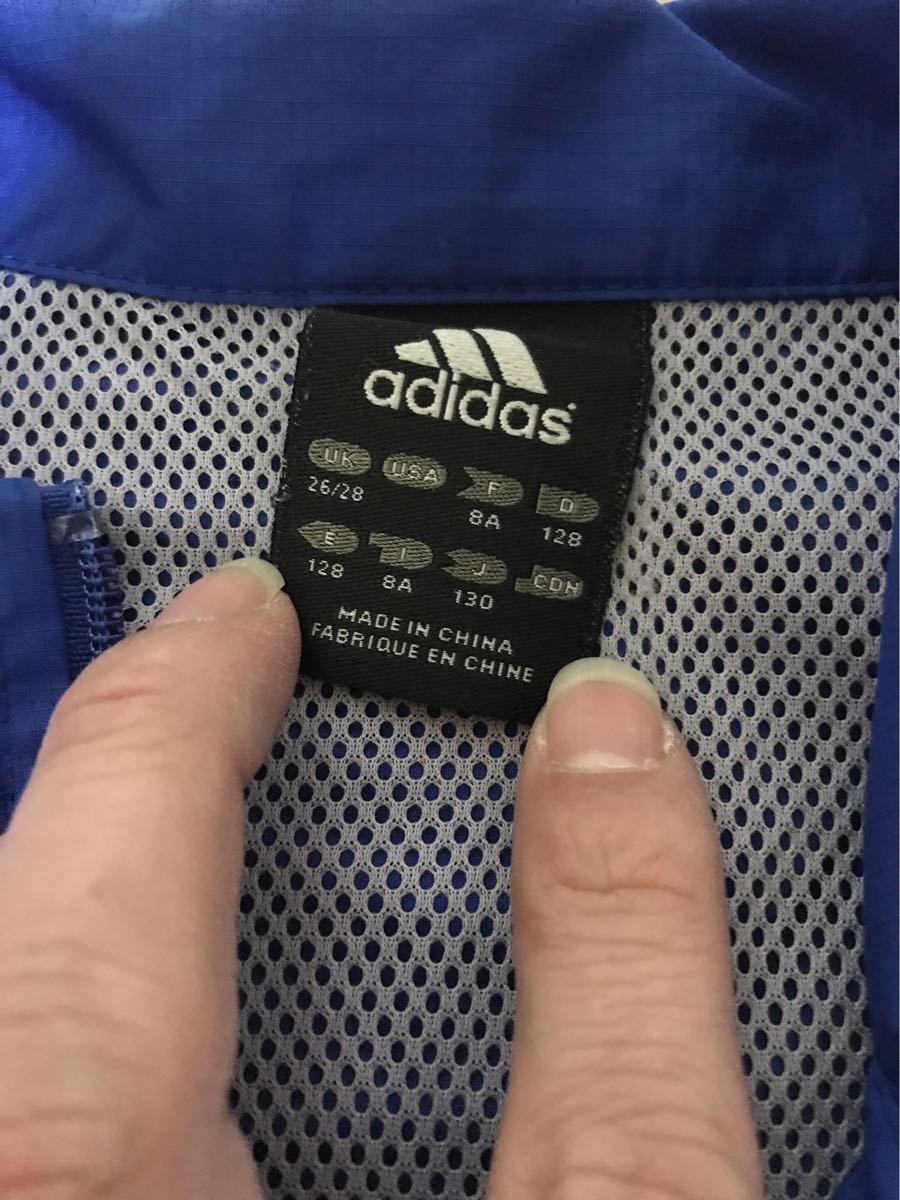 adidas
UK USA F D
26/28 8A 128
E I J CDN
128 8A 130
MADE IN CHINA
FABRIQUE EN CHINE